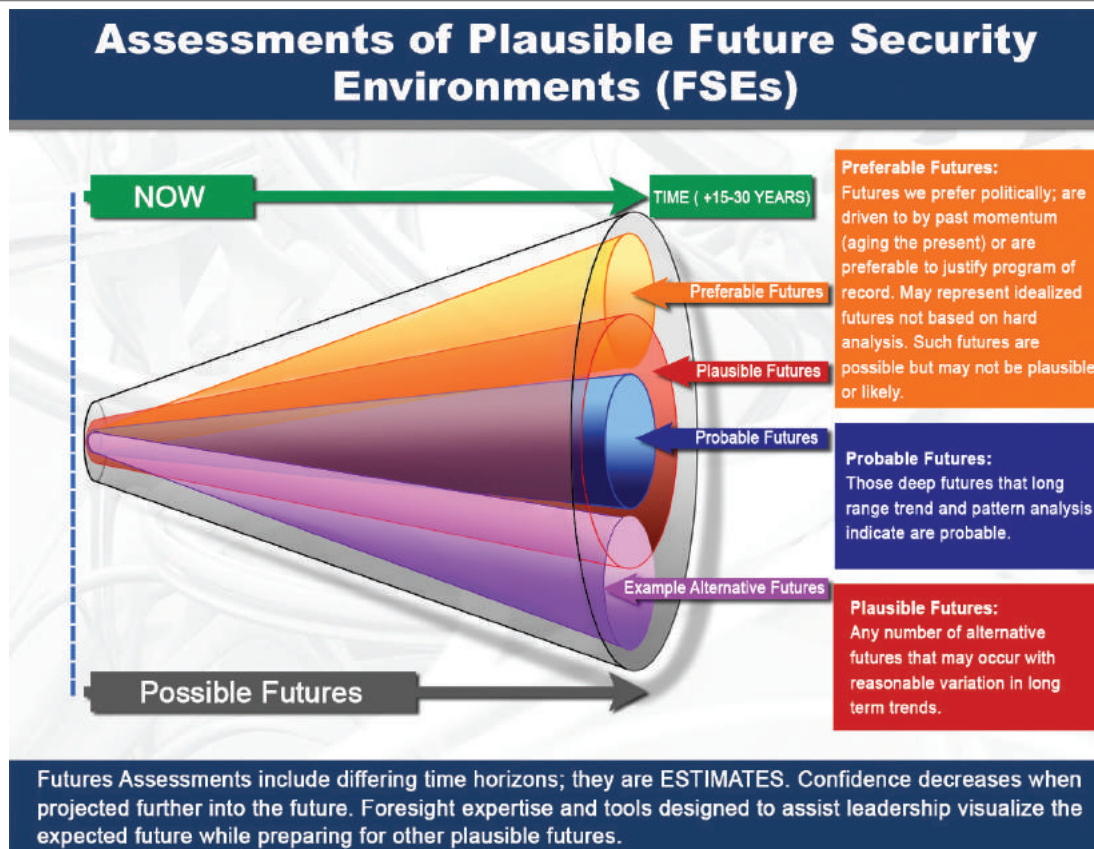 Assessments of Plausible Future Security
Environments (FSEs)
NOW
TIME ( +15-30 YEARS)
Preferable Futures
Plausible Futures
Probable Futures
Example Alternative Futures
Possible Futures
Preferable Futures:
Futures we prefer politically; are
driven to by past momentum
(aging the present) or are
preferable to justify program of
record. May represent idealized
futures not based on hard
analysis. Such futures are
possible but may not be plausible
or likely.
Probable Futures:
Those deep futures that long
range trend and pattern analysis
indicate are probable.
Plausible Futures:
Any number of alternative
futures that may occur with
reasonable variation in long
term trends.
Futures Assessments include differing time horizons; they are ESTIMATES. Confidence decreases when
projected further into the future. Foresight expertise and tools designed to assist leadership visualize the
expected future while preparing for other plausible futures.